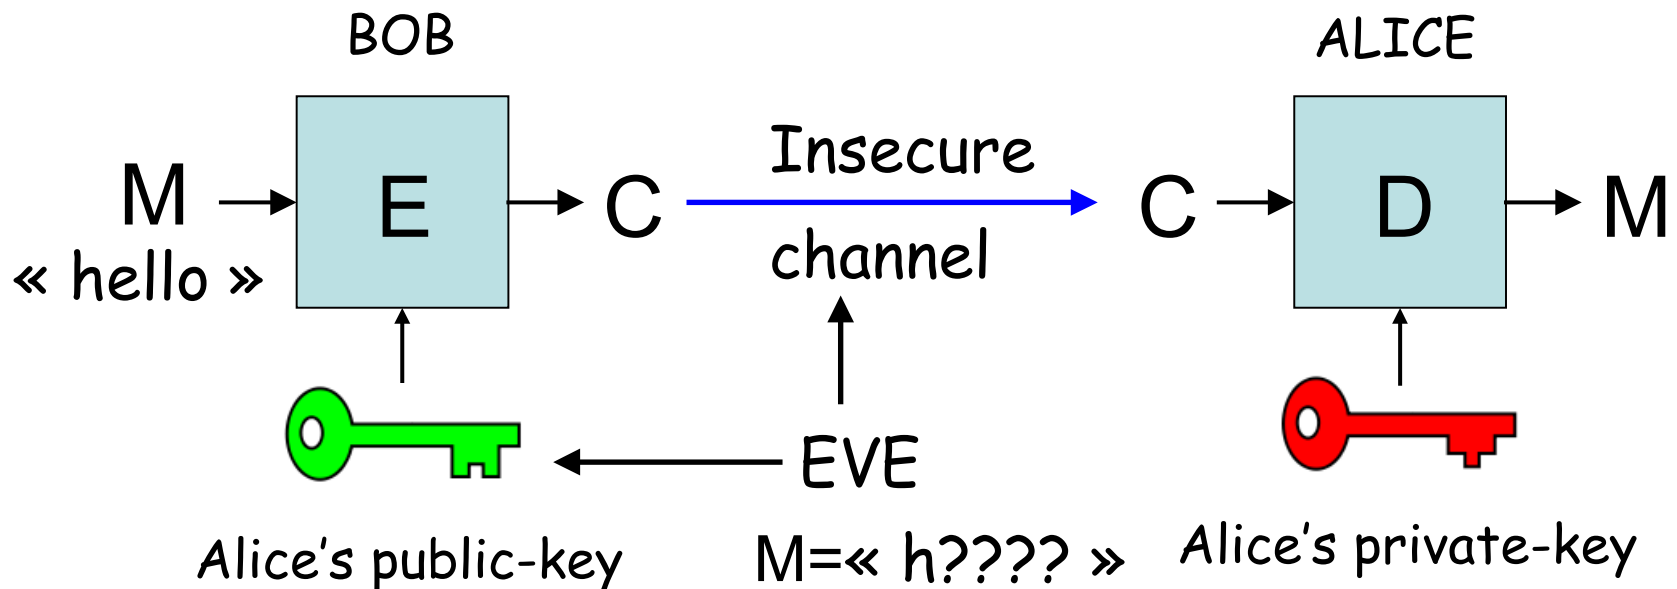 BOB
ALICE
M
E
C
Insecure
channel
C
D
M
« hello »
EVE
Alice's public-key
M=« h???? »
Alice's private-key